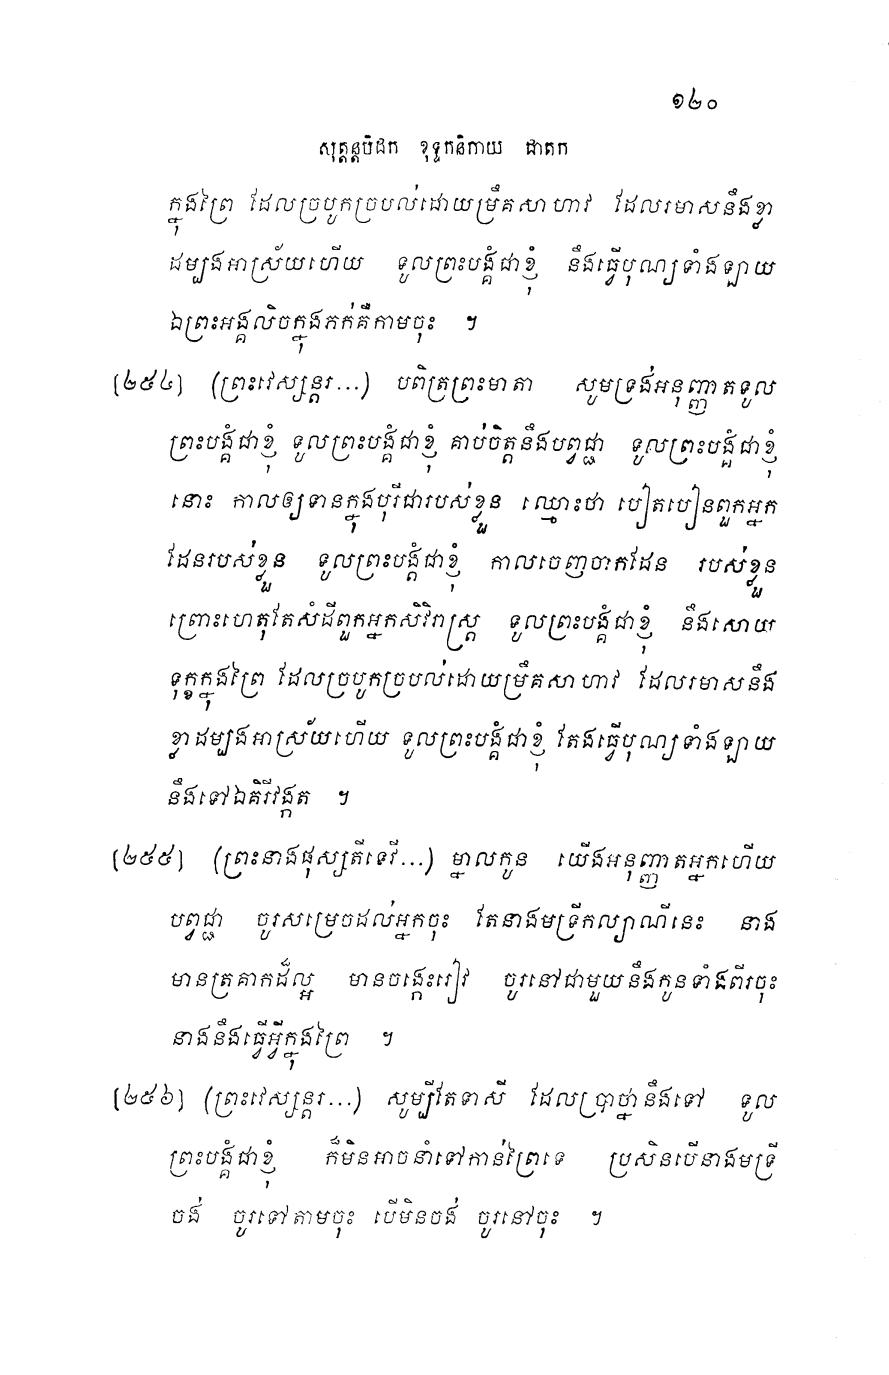 ១២០
សុត្តន្តបិដក ខុទ្ទកនិកាយ ជាតក
ក្នុងព្រៃ ដែលច្របូកច្របល់ដោយម្រឹគសាហាវ ដែលរមាសនឹងខ្លា
ដម្បងអាស្រ័យហើយ ទូលព្រះបង្គំជាខ្ញុំ នឹងធ្វើបុណ្យទាំងឡាយ
ឯព្រះអង្គលិចក្នុងភក់គឺកាមចុះ ។
[២៥៤] (ព្រះវេស្សន្តរ...) បពិត្រព្រះមាតា សូមទ្រង់អនុញ្ញាតទូល
ព្រះបង្គំជាខ្ញុំ ទូលព្រះបង្គំជាខ្ញុំ គាប់ចិត្តនឹងបព្វជ្ជា ទូលព្រះបង្គំជាខ្ញុំ
នោះ កាលឲ្យទានក្នុងបុរីជារបស់ខ្លួន ឈ្មោះថា បៀតបៀនពួកអ្នក
ដែនរបស់ខ្លួន ទូលព្រះបង្គំជាខ្ញុំ កាលចេញចាកដែន របស់ខ្លួន
ព្រោះហេតុតែសំដីពួកអ្នកសិវិរាស្ត្រ ទូលព្រះបង្គំជាខ្ញុំ នឹងសោយ
ទុក្ខក្នុងព្រៃ ដែលច្របូកច្របល់ដោយម្រឹគសាហាវ ដែលរមាសនឹង
ខ្លាដម្បងអាស្រ័យហើយ ទូលព្រះបង្គំជាខ្ញុំ តែងធ្វើបុណ្យទាំងឡាយ
នឹងទៅឯគិរីវង្កត ។
[២៥៥] (ព្រះនាងផុស្សតីទេវី...) ម្នាលកូន យើងអនុញ្ញាតអ្នកហើយ
បព្វជ្ជា ចូរសម្រេចដល់អ្នកចុះ តែនាងមទ្រីកល្យាណីនេះ នាង
មានត្រគាកដ៏ល្អ មានចង្កេះរៀវ ចូរនៅជាមួយនឹងកូនទាំងពីរចុះ
នាងនឹងធ្វើអ្វីក្នុងព្រៃ ។
[២៥៦] (ព្រះវេស្សន្តរ...) សូម្បីតែទាសី ដែលប្រាថ្នានឹងទៅ ទូល
ព្រះបង្គំជាខ្ញុំ ក៏មិនអាចនាំទៅកាន់ព្រៃទេ ប្រសិនបើនាងមទ្រី
ចង់ ចូរទៅតាមចុះ បើមិនចង់ ចូរនៅចុះ ។